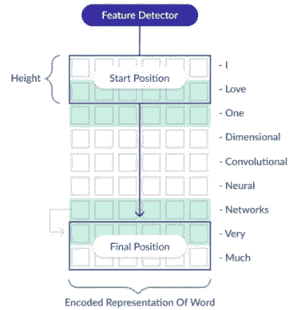 Feature Detector
Height
Start Position
- I
- Love
- One
- Dimensional
- Convolutional
- Neural
- Networks
- Very
Final Position
- Much
Encoded Representation Of Word